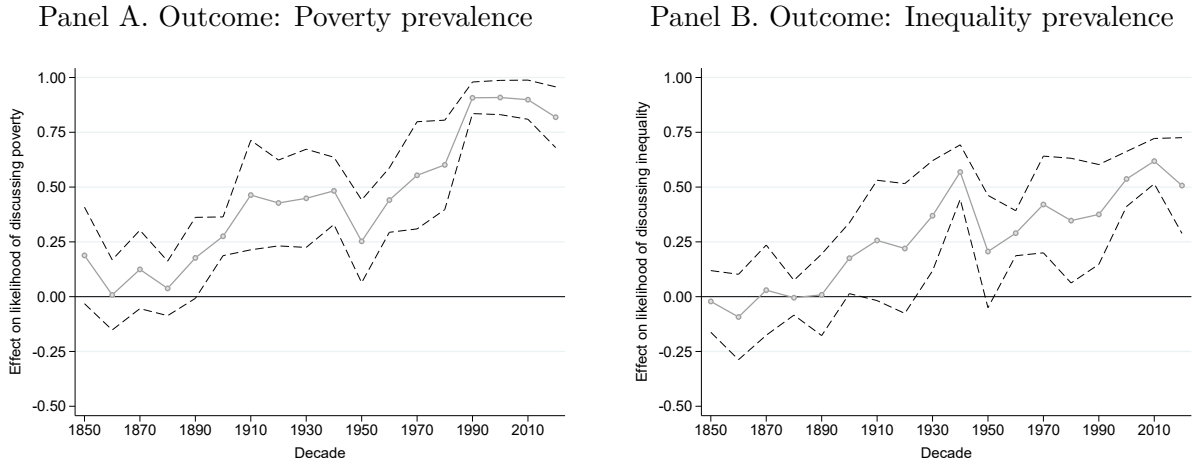 Panel A. Outcome: Poverty prevalence
Effect on likelihood of discussing poverty
1.00
0.75
0.50
0.25
0.00
-0.25
-0.50
1850 1870 1890 1910 1930 1950 1970 1990 2010
Decade
Panel B. Outcome: Inequality prevalence
Effect on likelihood of discussing inequality
1.00
0.75
0.50
0.25
0.00
-0.25
-0.50
1850 1870 1890 1910 1930 1950 1970 1990 2010
Decade